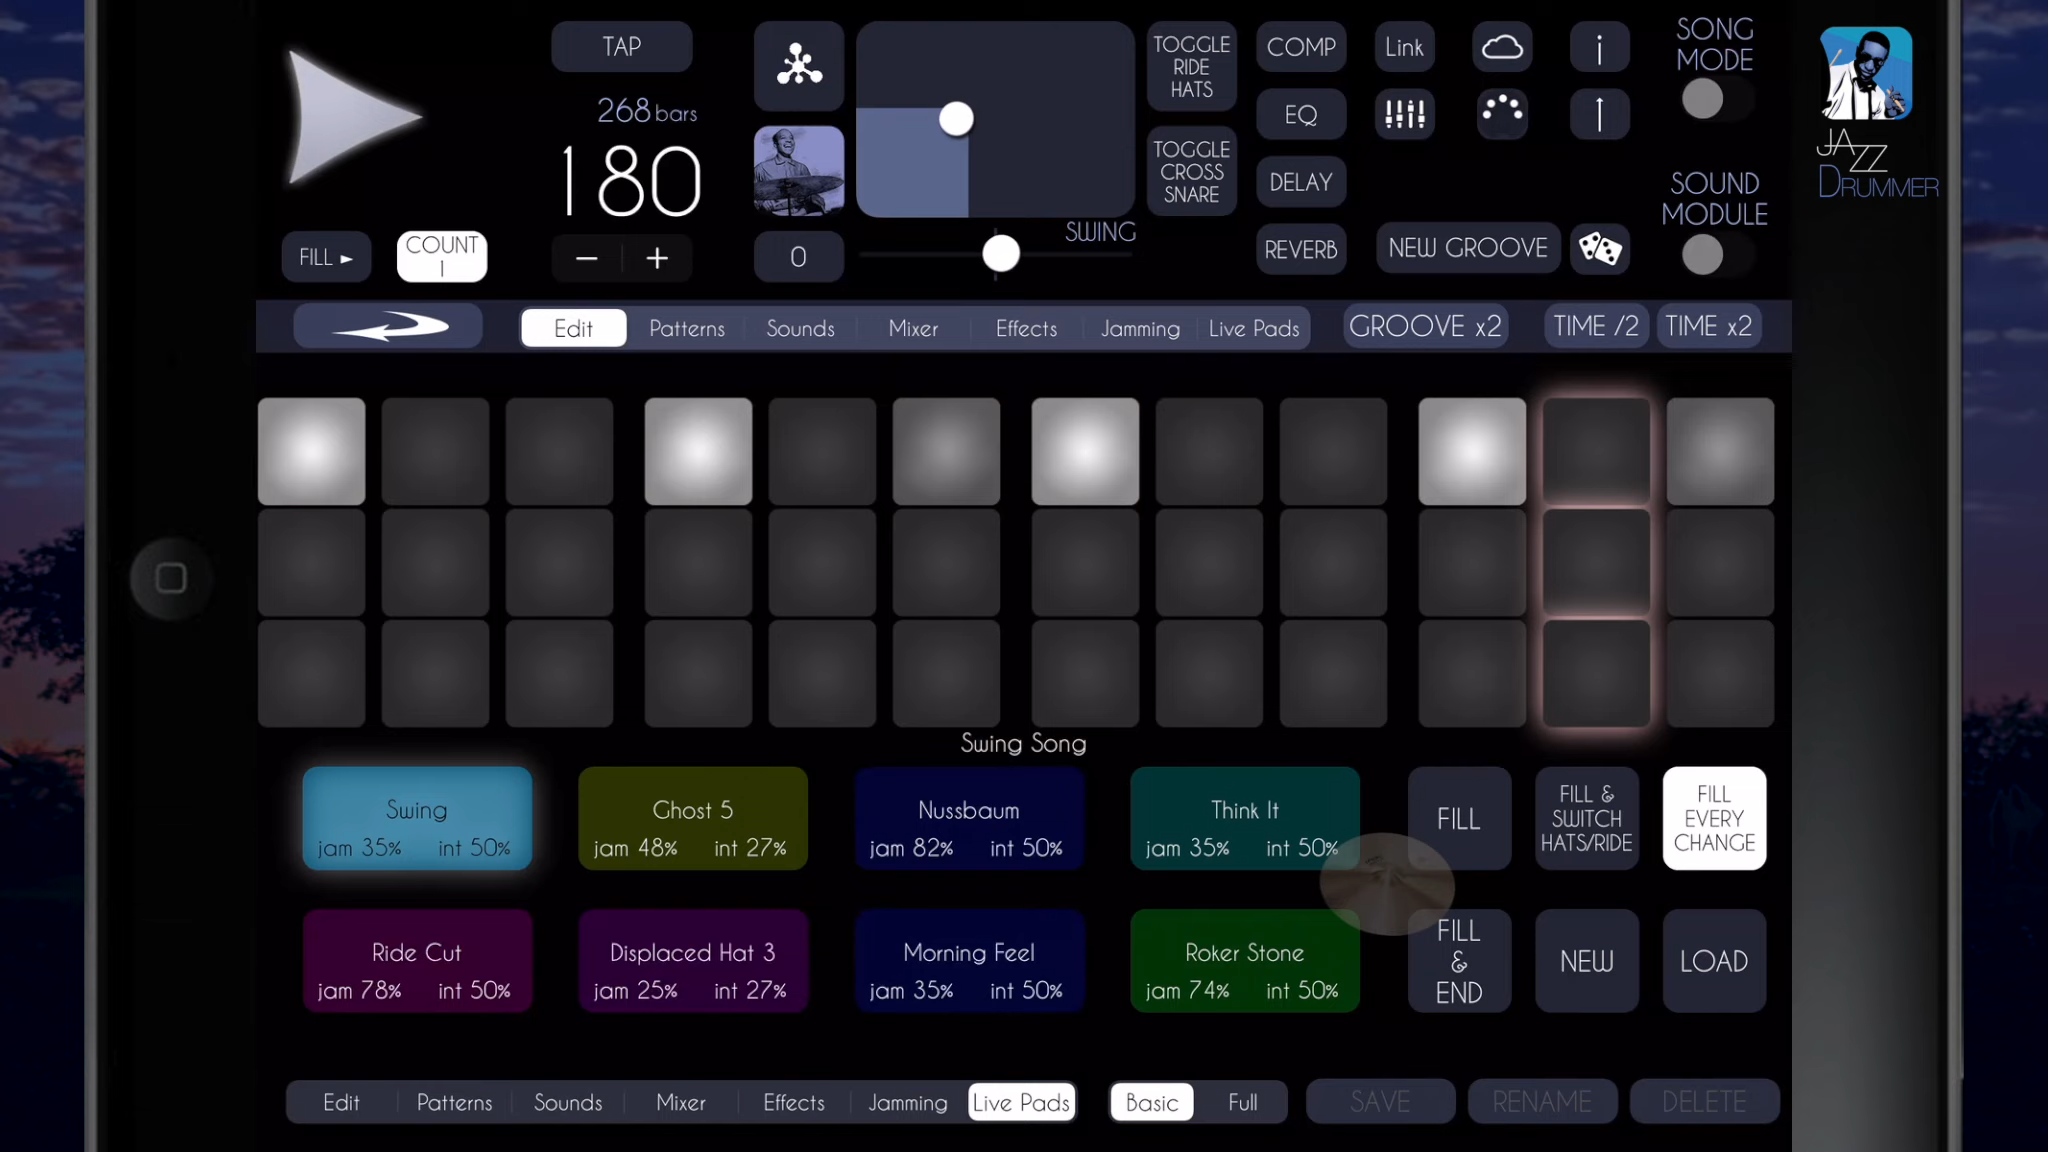 TAP
268 bars
180
FILL ►
COUNT
1
− +
0
SWING
TOGGLE
RIDE
HATS
TOGGLE
CROSS
SNARE
COMP
EQ
DELAY
REVERB
Link
i
NEW GROOVE
SONG
MODE
SOUND
MODULE
JAZZ
DRUMMER
Edit Patterns Sounds Mixer Effects Jamming Live Pads
GROOVE x2 TIME /2 TIME x2
Swing Song
Swing
jam 35% int 50%
Ghost 5
jam 48% int 27%
Nussbaum
jam 82% int 50%
Think It
jam 35% int 50%
FILL
FILL &
SWITCH
HATS/RIDE
FILL
EVERY
CHANGE
Ride Cut
jam 78% int 50%
Displaced Hat 3
jam 25% int 27%
Morning Feel
jam 35% int 50%
Roker Stone
jam 74% int 50%
FILL
&
END
NEW
LOAD
Edit Patterns Sounds Mixer Effects Jamming Live Pads
Basic Full
SAVE RENAME DELETE